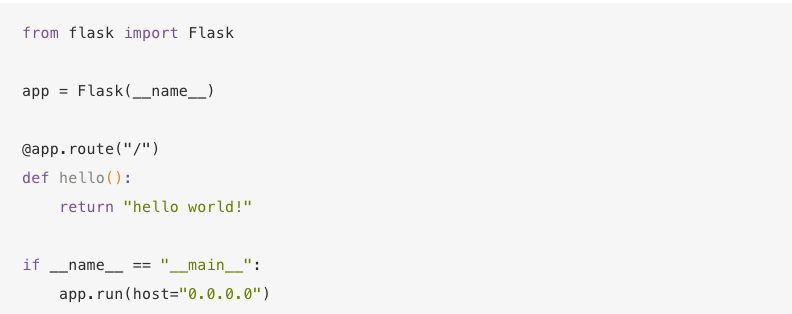 from flask import Flask

app = Flask(__name__)

@app.route("/")
def hello():
    return "hello world!"

if __name__ == "__main__":
    app.run(host="0.0.0.0")